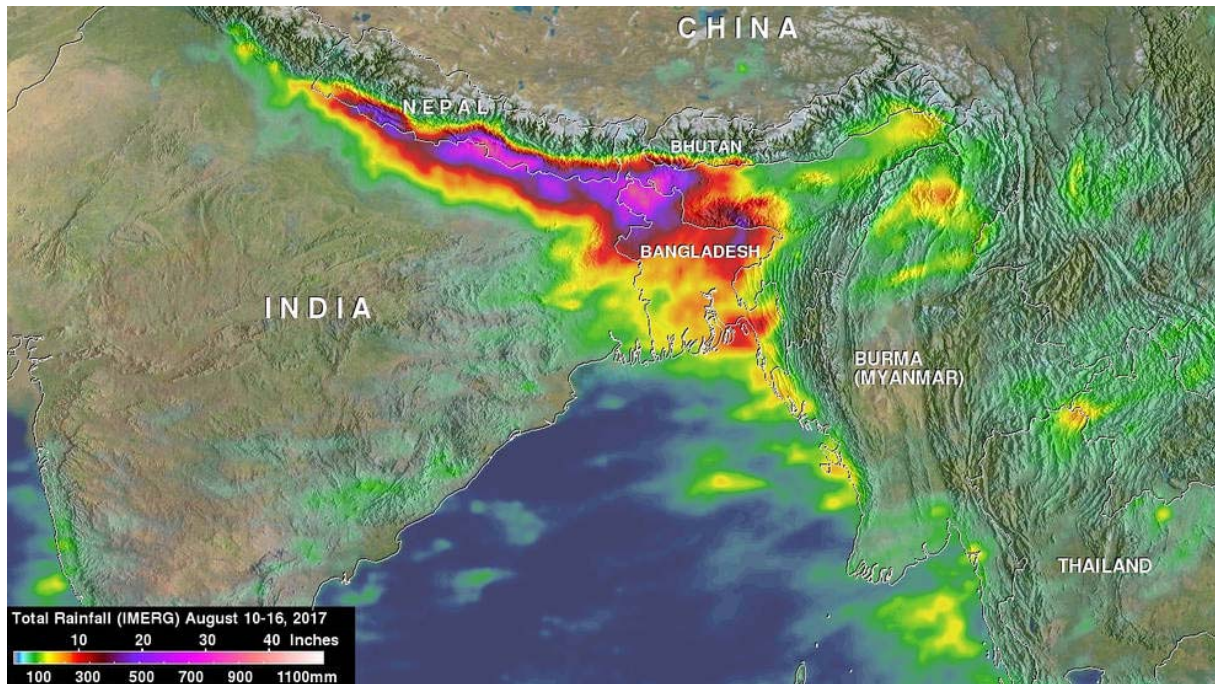 CHINA
NEPAL
BHUTAN
BANGLADESH
INDIA
BURMA
(MYANMAR)
THAILAND
Total Rainfall (IMERG) August 10-16, 2017
10 20 30 40 Inches
100 300 500 700 900 1100mm